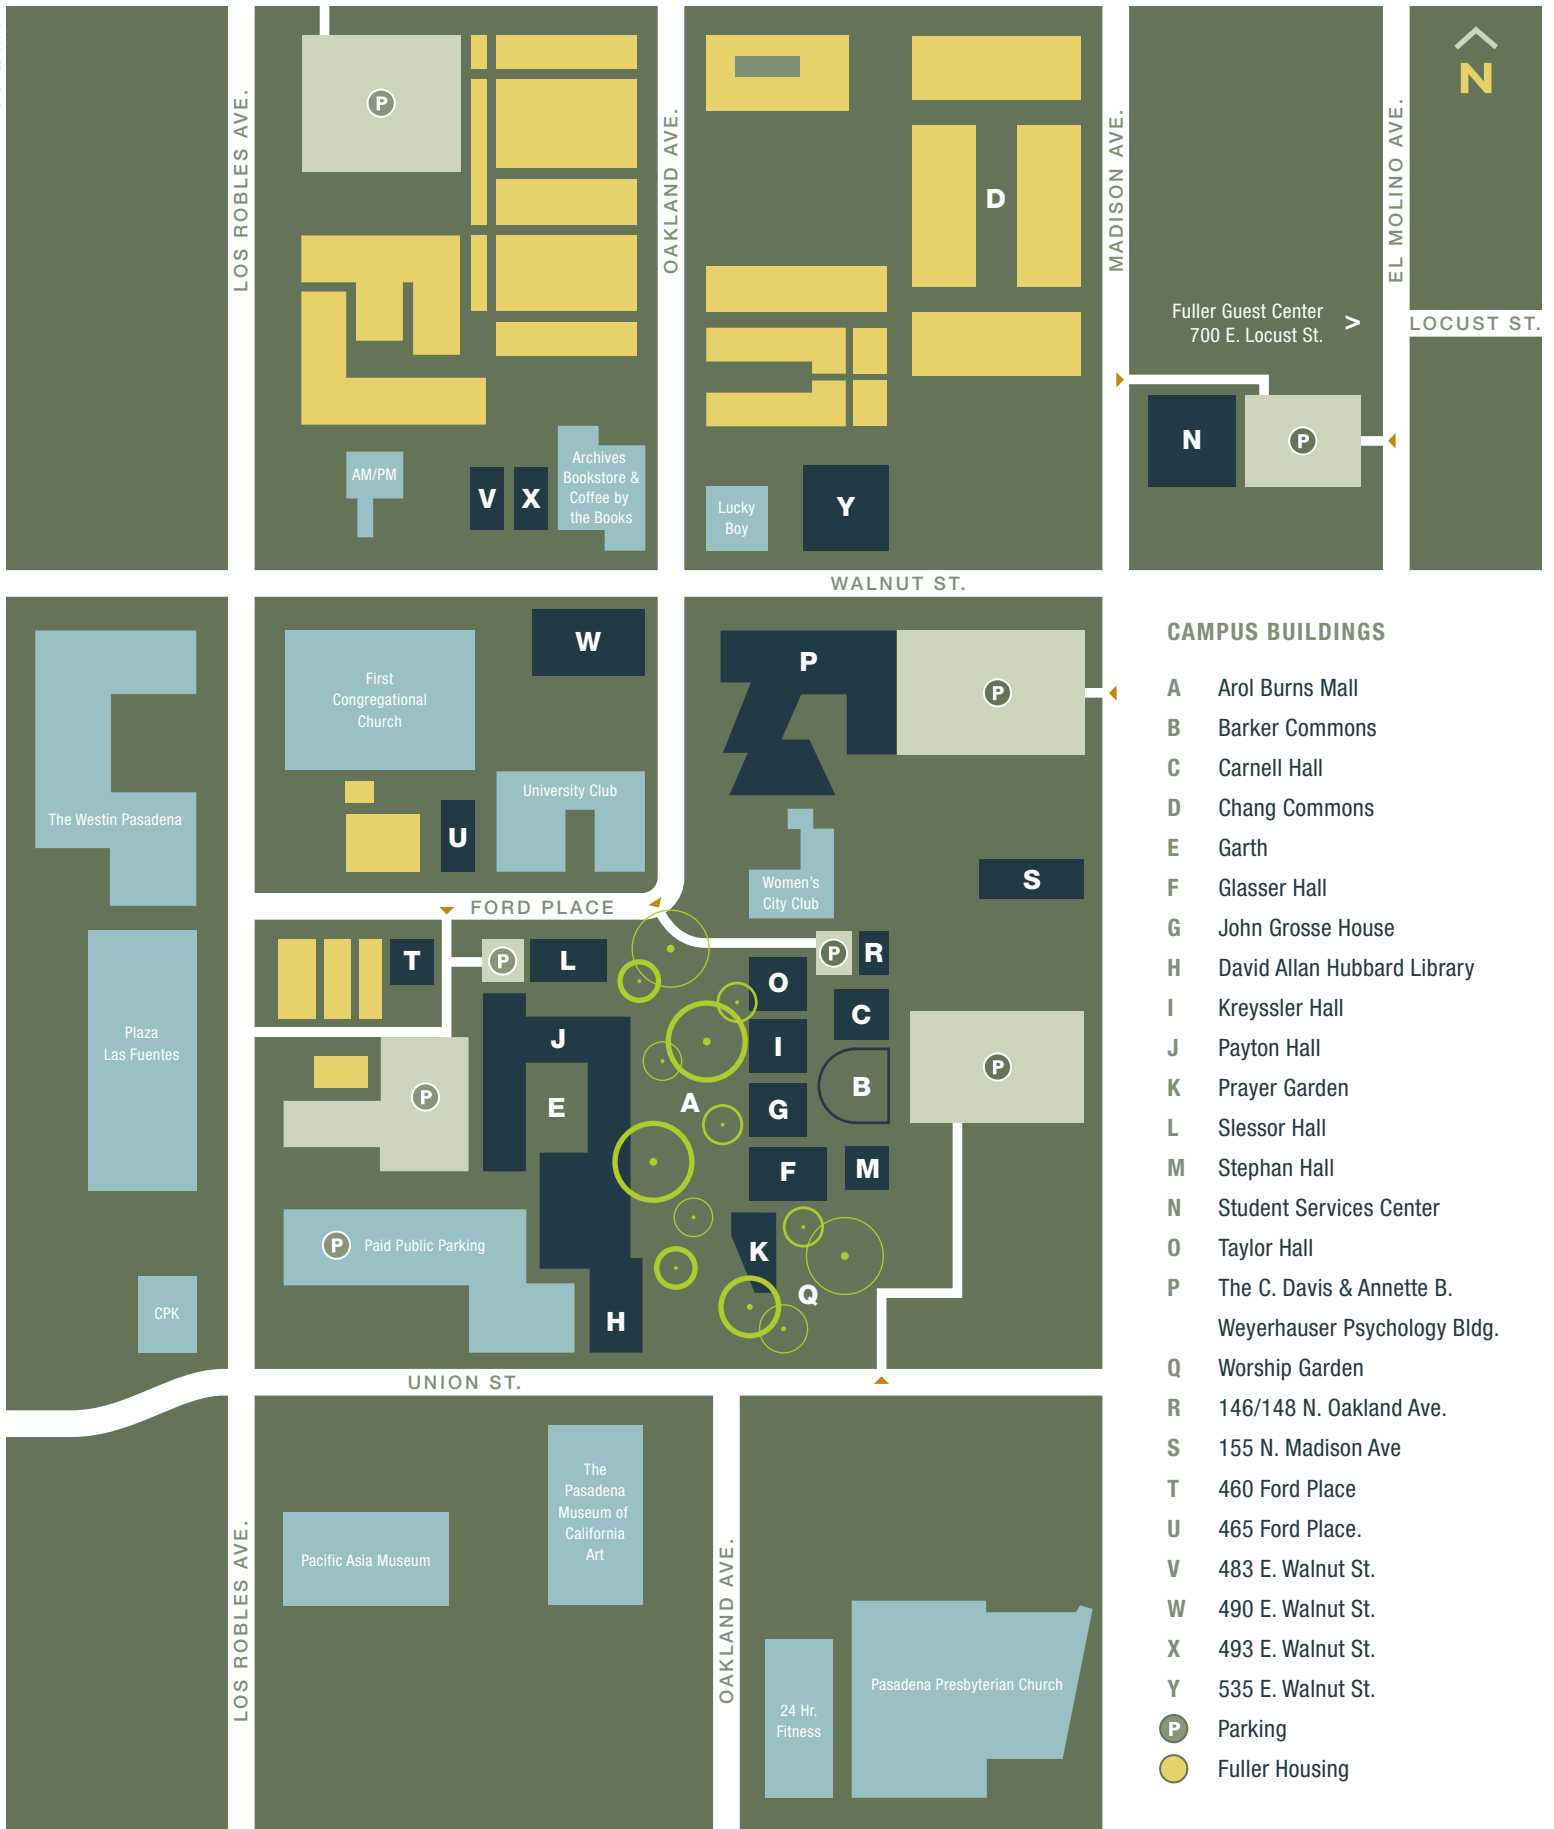 N
LOS ROBLES AVE.
OAKLAND AVE.
MADISON AVE.
EL MOLINO AVE.
P
D
Fuller Guest Center
700 E. Locust St.
>
LOCUST ST.
N
P
AM/PM
V
X
Archives
Bookstore &
Coffee by
the Books
Lucky
Boy
Y
WALNUT ST.
The Westin Pasadena
Plaza
Las Fuentes
CPK
First
Congregational
Church
W
University Club
U
P
P
Women's
City Club
S
FORD PLACE
T
P
L
P
R
O
C
J
I
P
B
E
A
G
P
F
M
K
Q
P
Paid Public Parking
H
UNION ST.
LOS ROBLES AVE.
Pacific Asia Museum
The
Pasadena
Museum of
California
Art
OAKLAND AVE.
24 Hr.
Fitness
Pasadena Presbyterian Church
CAMPUS BUILDINGS
A Arol Burns Mall
B Barker Commons
C Carnell Hall
D Chang Commons
E Garth
F Glasser Hall
G John Grosse House
H David Allan Hubbard Library
I Kreyssler Hall
J Payton Hall
K Prayer Garden
L Slessor Hall
M Stephan Hall
N Student Services Center
O Taylor Hall
P The C. Davis & Annette B.
Weyerhauser Psychology Bldg.
Q Worship Garden
R 146/148 N. Oakland Ave.
S 155 N. Madison Ave
T 460 Ford Place
U 465 Ford Place.
V 483 E. Walnut St.
W 490 E. Walnut St.
X 493 E. Walnut St.
Y 535 E. Walnut St.
P Parking
Fuller Housing